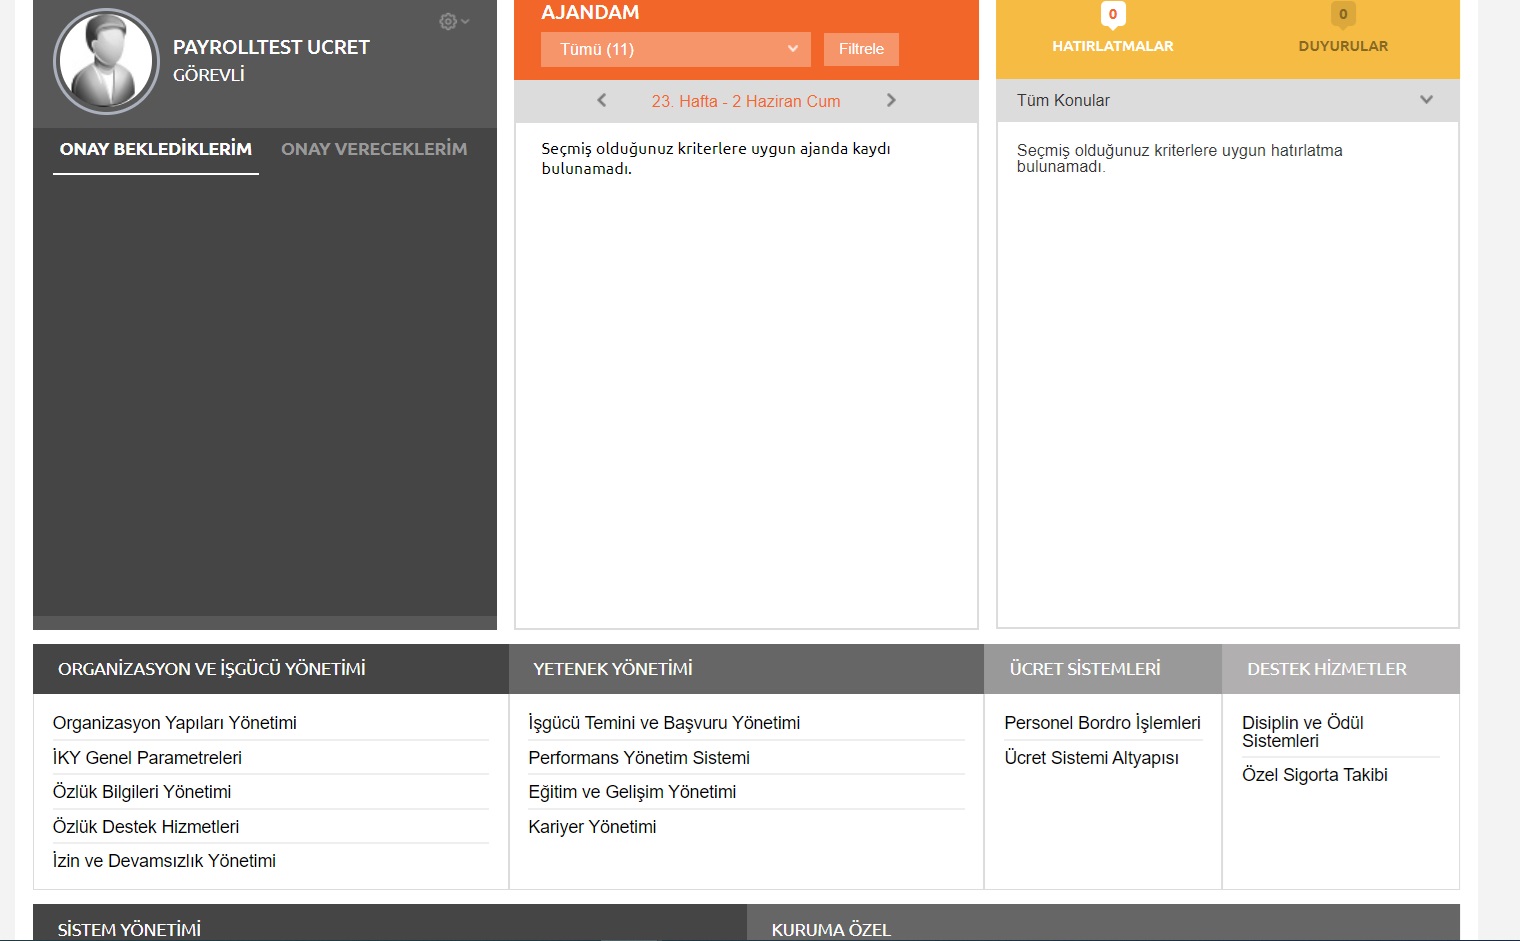 PAYROLLTEST UCRET
GÖREVLİ
ONAY BEKLEDİKLERİM
ONAY VERECEKLERİM
AJANDAM
Tümü (11)
Filtrele
23. Hafta - 2 Haziran Cum
Seçmiş olduğunuz kriterlere uygun ajanda kaydı
bulunamadı.
0
HATIRLATMALAR
0
DUYURULAR
Tüm Konular
Seçmiş olduğunuz kriterlere uygun hatırlatma
bulunamadı.
ORGANİZASYON VE İŞGÜCÜ YÖNETİMİ
Organizasyon Yapıları Yönetimi
İKY Genel Parametreleri
Özlük Bilgileri Yönetimi
Özlük Destek Hizmetleri
İzin ve Devamsızlık Yönetimi
YETENEK YÖNETİMİ
İşgücü Temini ve Başvuru Yönetimi
Performans Yönetim Sistemi
Eğitim ve Gelişim Yönetimi
Kariyer Yönetimi
ÜCRET SİSTEMLERİ
Personel Bordro İşlemleri
Ücret Sistemi Altyapısı
DESTEK HİZMETLER
Disiplin ve Ödül
Sistemleri
Özel Sigorta Takibi
SİSTEM YÖNETİMİ
KURUMA ÖZEL